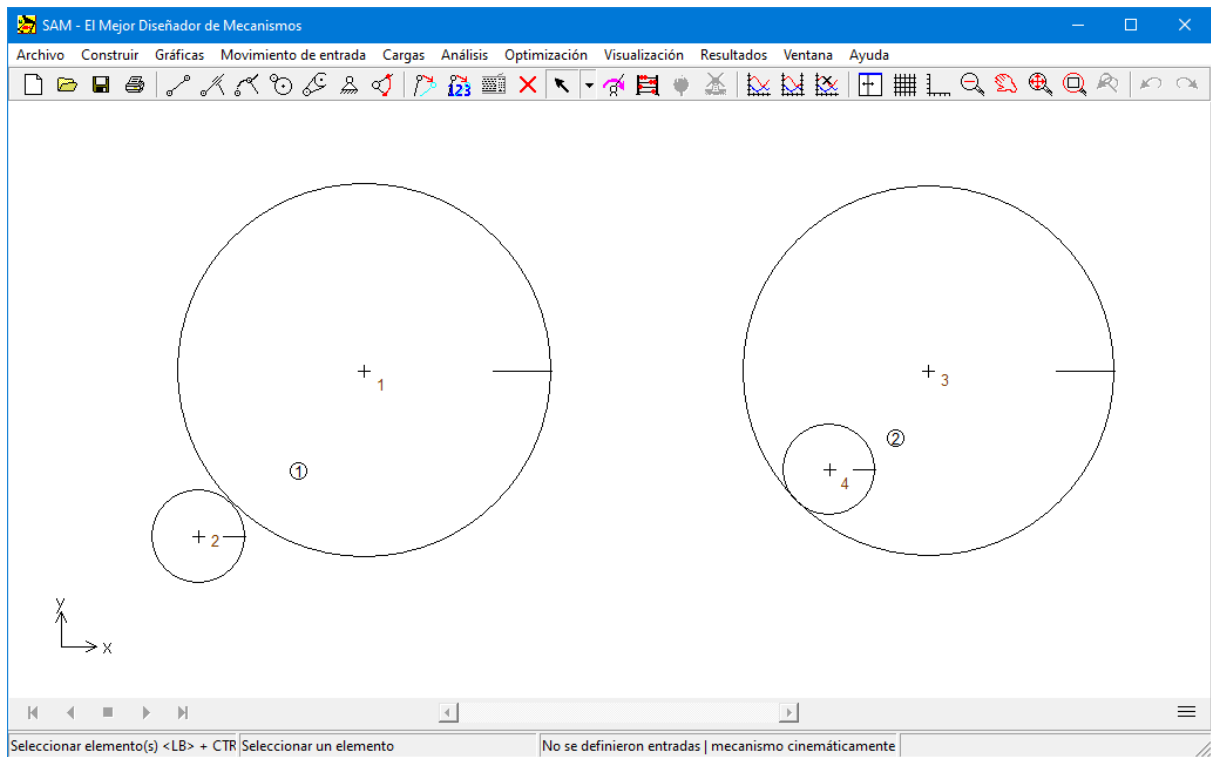 SAM - El Mejor Diseñador de Mecanismos
Archivo Construir Gráficas Movimiento de entrada Cargas Análisis Optimización Visualización Resultados Ventana Ayuda
123
1
3
2
1
4
2
y
x
Seleccionar elemento(s) <LB> + CTR Seleccionar un elemento No se definieron entradas | mecanismo cinemáticamente